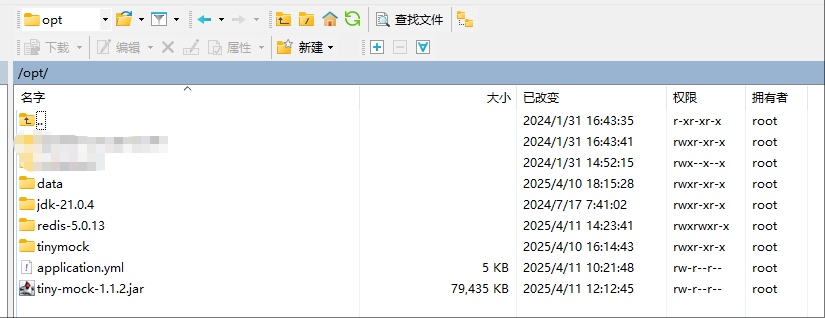 opt 查找文件
下载 编辑 属性 新建
/opt/
名字 大小 已改变 权限 拥有者
.. 2024/1/31 16:43:35 r-xr-xr-x root
2024/1/31 16:43:41 rwxr-xr-x root
2024/1/31 14:52:15 rwx--x--x root
data 2025/4/10 18:15:28 rwxr-xr-x root
jdk-21.0.4 2024/7/17 7:41:02 rwxr-xr-x root
redis-5.0.13 2025/4/11 14:23:41 rwxrwxr-x root
tinymock 2025/4/10 16:14:43 rwxr-xr-x root
application.yml 5 KB 2025/4/11 10:21:48 rw-r--r-- root
tiny-mock-1.1.2.jar 79,435 KB 2025/4/11 12:12:45 rw-r--r-- root